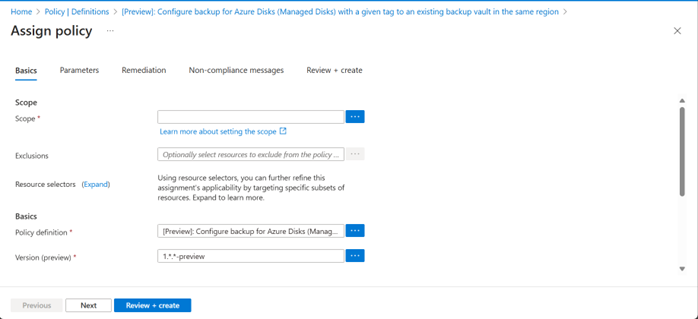 Home > Policy | Definitions > [Preview]: Configure backup for Azure Disks (Managed Disks) with a given tag to an existing backup vault in the same region >
Assign policy ...
Basics Parameters Remediation Non-compliance messages Review + create
Scope
Scope *
Learn more about setting the scope
Exclusions Optionally select resources to exclude from the policy ...
Resource selectors (Expand) Using resource selectors, you can further refine this
assignment's applicability by targeting specific subsets of
resources. Expand to learn more.
Basics
Policy definition * [Preview]: Configure backup for Azure Disks (Manag...
Version (preview) * 1.*.*-preview
Previous Next Review + create